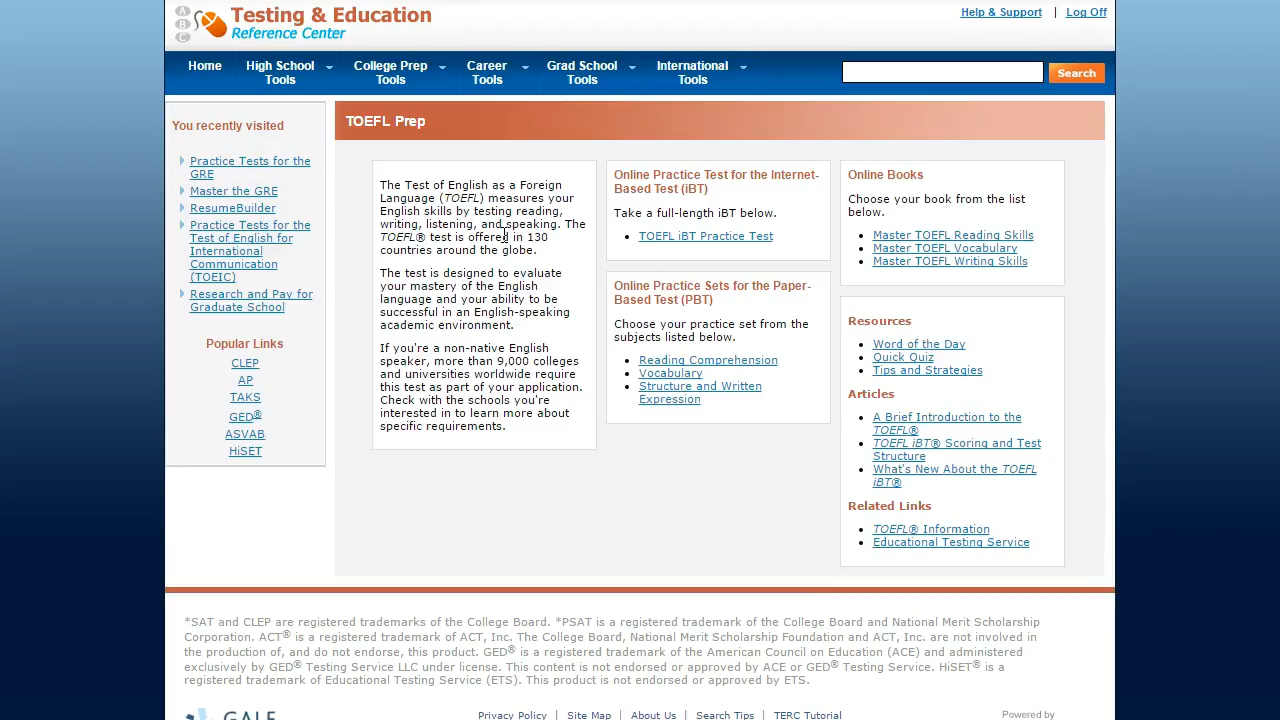 A
B
C
Testing & Education
Reference Center
Help & Support | Log Off
Home
High School
Tools
College Prep
Tools
Career
Tools
Grad School
Tools
International
Tools
Search
You recently visited
Practice Tests for the
GRE
Master the GRE
ResumeBuilder
Practice Tests for the
Test of English for
International
Communication
(TOEIC)
Research and Pay for
Graduate School
Popular Links
CLEP
AP
TAKS
GED®
ASVAB
HiSET
TOEFL Prep
The Test of English as a Foreign
Language (TOEFL) measures your
English skills by testing reading,
writing, listening, and speaking. The
TOEFL® test is offered in 130
countries around the globe.
The test is designed to evaluate
your mastery of the English
language and your ability to be
successful in an English-speaking
academic environment.
If you're a non-native English
speaker, more than 9,000 colleges
and universities worldwide require
this test as part of your application.
Check with the schools you're
interested in to learn more about
specific requirements.
Online Practice Test for the Internet-
Based Test (iBT)
Take a full-length iBT below.
TOEFL iBT Practice Test
Online Practice Sets for the Paper-
Based Test (PBT)
Choose your practice set from the
subjects listed below.
Reading Comprehension
Vocabulary
Structure and Written
Expression
Online Books
Choose your book from the list
below.
Master TOEFL Reading Skills
Master TOEFL Vocabulary
Master TOEFL Writing Skills
Resources
Word of the Day
Quick Quiz
Tips and Strategies
Articles
A Brief Introduction to the
TOEFL®
TOEFL iBT® Scoring and Test
Structure
What's New About the TOEFL
iBT®
Related Links
TOEFL® Information
Educational Testing Service
*SAT and CLEP are registered trademarks of the College Board. *PSAT is a registered trademark of the College Board and National Merit Scholarship
Corporation. ACT® is a registered trademark of ACT, Inc. The College Board, National Merit Scholarship Foundation and ACT, Inc. are not involved in
the production of, and do not endorse, this product. GED® is a registered trademark of the American Council on Education (ACE) and administered
exclusively by GED® Testing Service LLC under license. This content is not endorsed or approved by ACE or GED® Testing Service. HiSET® is a
registered trademark of Educational Testing Service (ETS). This product is not endorsed or approved by ETS.
GALE
Privacy Policy | Site Map | About Us | Search Tips | TERC Tutorial
Powered by